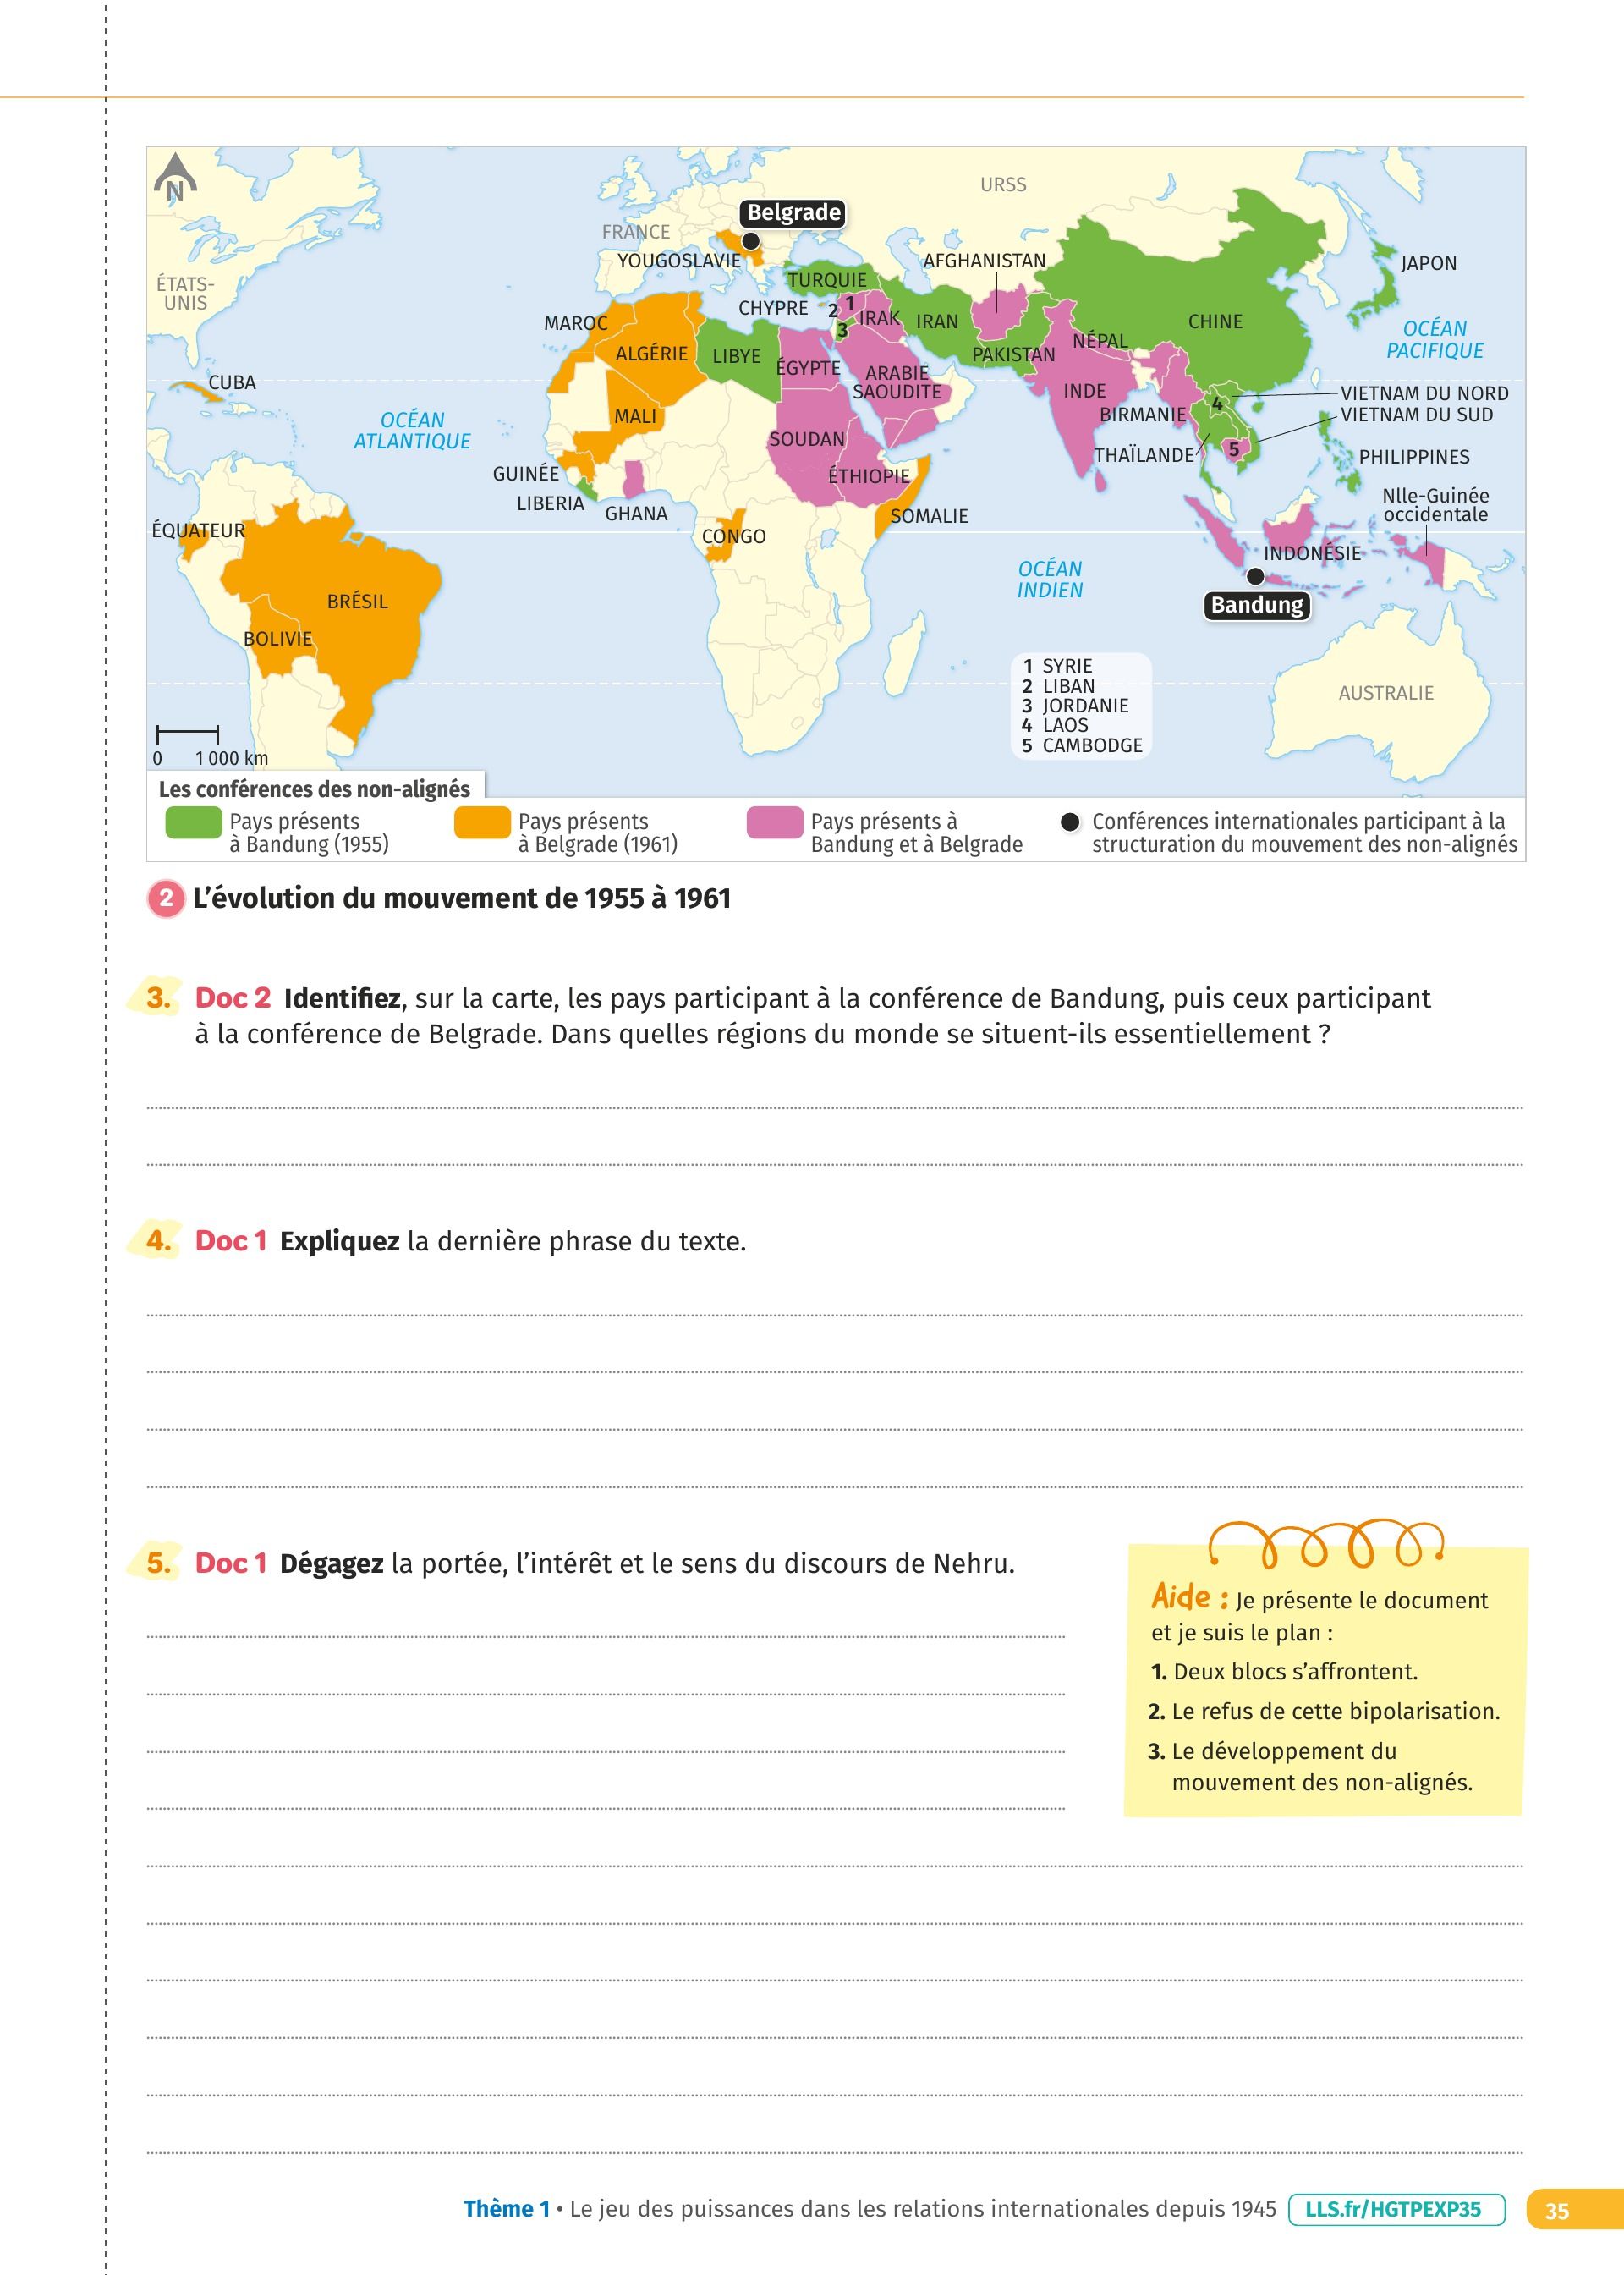 N
URSS
Belgrade
FRANCE
YOUGOSLAVIE
AFGHANISTAN
JAPON
ÉTATS-
UNIS
TURQUIE
CHYPRE
1
2
3
IRAK
IRAN
CHINE
MAROC
ALGÉRIE
LIBYE
ÉGYPTE
PAKISTAN
NÉPAL
OCÉAN
PACIFIQUE
ARABIE
SAOUDITE
INDE
CUBA
VIETNAM DU NORD
4
VIETNAM DU SUD
OCÉAN
ATLANTIQUE
MALI
BIRMANIE
SOUDAN
THAÏLANDE
5
PHILIPPINES
GUINÉE
ÉTHIOPIE
LIBERIA
GHANA
Nlle-Guinée
occidentale
SOMALIE
ÉQUATEUR
CONGO
INDONÉSIE
OCÉAN
INDIEN
BRÉSIL
Bandung
BOLIVIE
1 SYRIE
2 LIBAN
3 JORDANIE
4 LAOS
5 CAMBODGE
AUSTRALIE
0 1 000 km
Les conférences des non-alignés
Pays présents
à Bandung (1955)
Pays présents
à Belgrade (1961)
Pays présents à
Bandung et à Belgrade
Conférences internationales participant à la
structuration du mouvement des non-alignés
2 L’évolution du mouvement de 1955 à 1961
3. Doc 2 Identifiez, sur la carte, les pays participant à la conférence de Bandung, puis ceux participant
à la conférence de Belgrade. Dans quelles régions du monde se situent-ils essentiellement ?
4. Doc 1 Expliquez la dernière phrase du texte.
5. Doc 1 Dégagez la portée, l’intérêt et le sens du discours de Nehru.
Aide : Je présente le document
et je suis le plan :
1. Deux blocs s’affrontent.
2. Le refus de cette bipolarisation.
3. Le développement du
mouvement des non-alignés.
Thème 1 • Le jeu des puissances dans les relations internationales depuis 1945 LLS.fr/HGTPEXP35 35